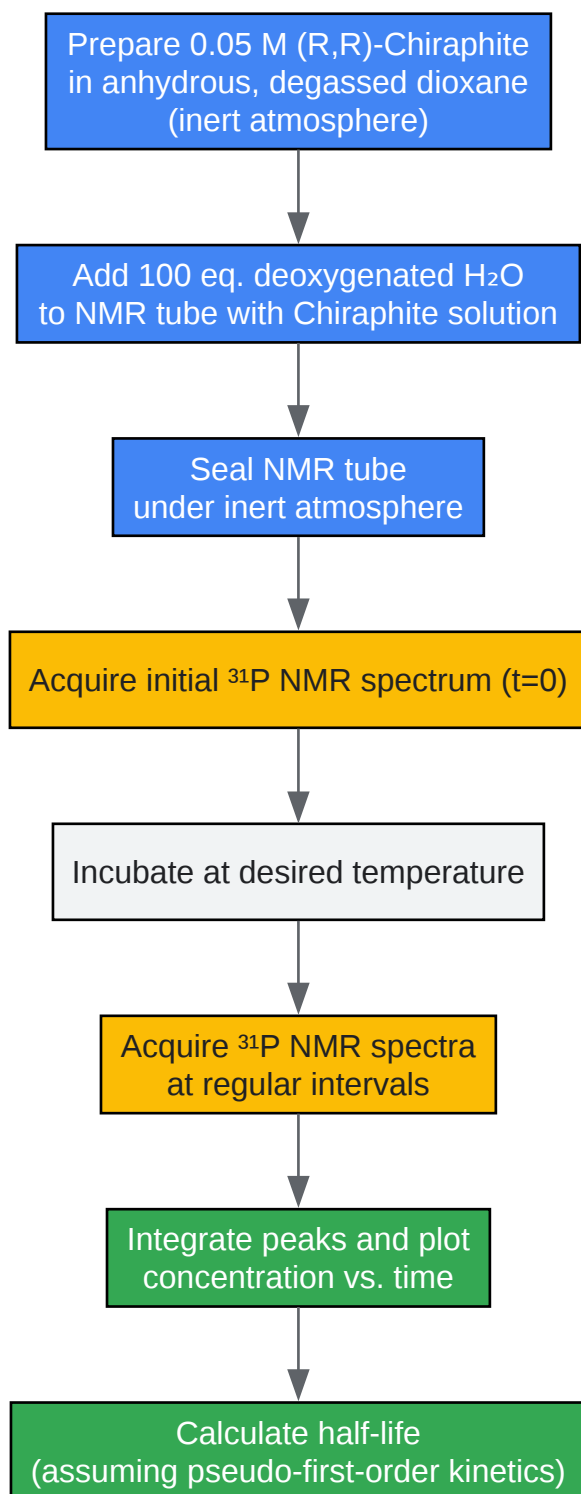 Prepare 0.05 M (R,R)-Chiraphite
in anhydrous, degassed dioxane
(inert atmosphere)
Add 100 eq. deoxygenated H₂O
to NMR tube with Chiraphite solution
Seal NMR tube
under inert atmosphere
Acquire initial ³¹P NMR spectrum (t=0)
Incubate at desired temperature
Acquire ³¹P NMR spectra
at regular intervals
Integrate peaks and plot
concentration vs. time
Calculate half-life
(assuming pseudo-first-order kinetics)